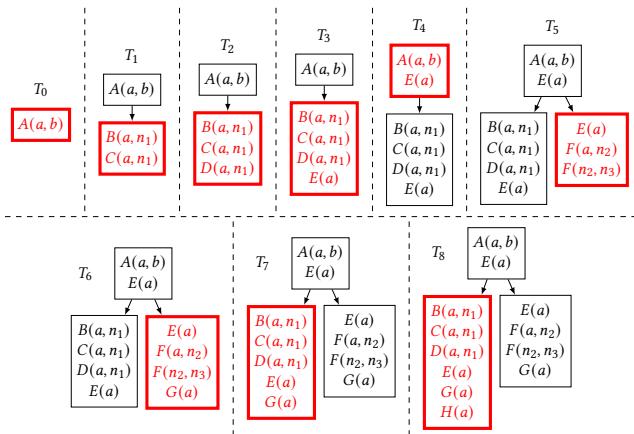 T₀
A(a, b)
T₁
A(a, b)
B(a, n₁)
C(a, n₁)
T₂
A(a, b)
B(a, n₁)
C(a, n₁)
D(a, n₁)
T₃
A(a, b)
B(a, n₁)
C(a, n₁)
D(a, n₁)
E(a)
T₄
A(a, b)
E(a)
B(a, n₁)
C(a, n₁)
D(a, n₁)
E(a)
T₅
A(a, b)
E(a)
B(a, n₁)
C(a, n₁)
D(a, n₁)
E(a)
E(a)
F(a, n₂)
F(n₂, n₃)
T₆
A(a, b)
E(a)
B(a, n₁)
C(a, n₁)
D(a, n₁)
E(a)
E(a)
F(a, n₂)
F(n₂, n₃)
G(a)
T₇
A(a, b)
E(a)
B(a, n₁)
C(a, n₁)
D(a, n₁)
E(a)
G(a)
E(a)
F(a, n₂)
F(n₂, n₃)
G(a)
T₈
A(a, b)
E(a)
B(a, n₁)
C(a, n₁)
D(a, n₁)
E(a)
G(a)
H(a)
E(a)
F(a, n₂)
F(n₂, n₃)
G(a)